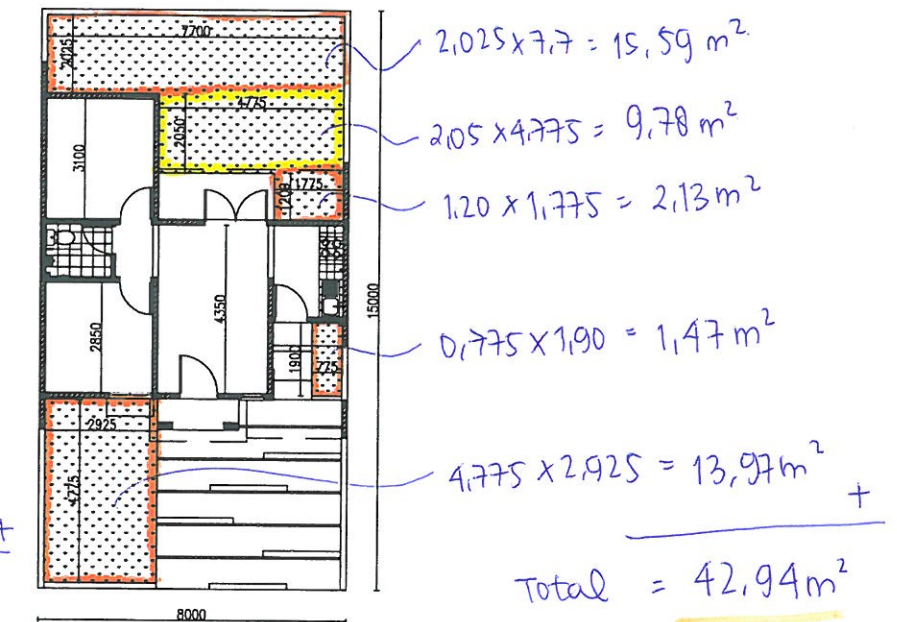 7700
2025
2,025 x 7,7 = 15,59 m²
4775
2050
2,05 x 4,775 = 9,78 m²
3100
1775
1209
1.20 x 1,775 = 2,13 m²
4350
15000
2850
1900
775
0,775 x 1,90 = 1,47 m²
2925
4775
4,775 x 2,925 = 13,97 m²
+
Total = 42,94 m²
8000